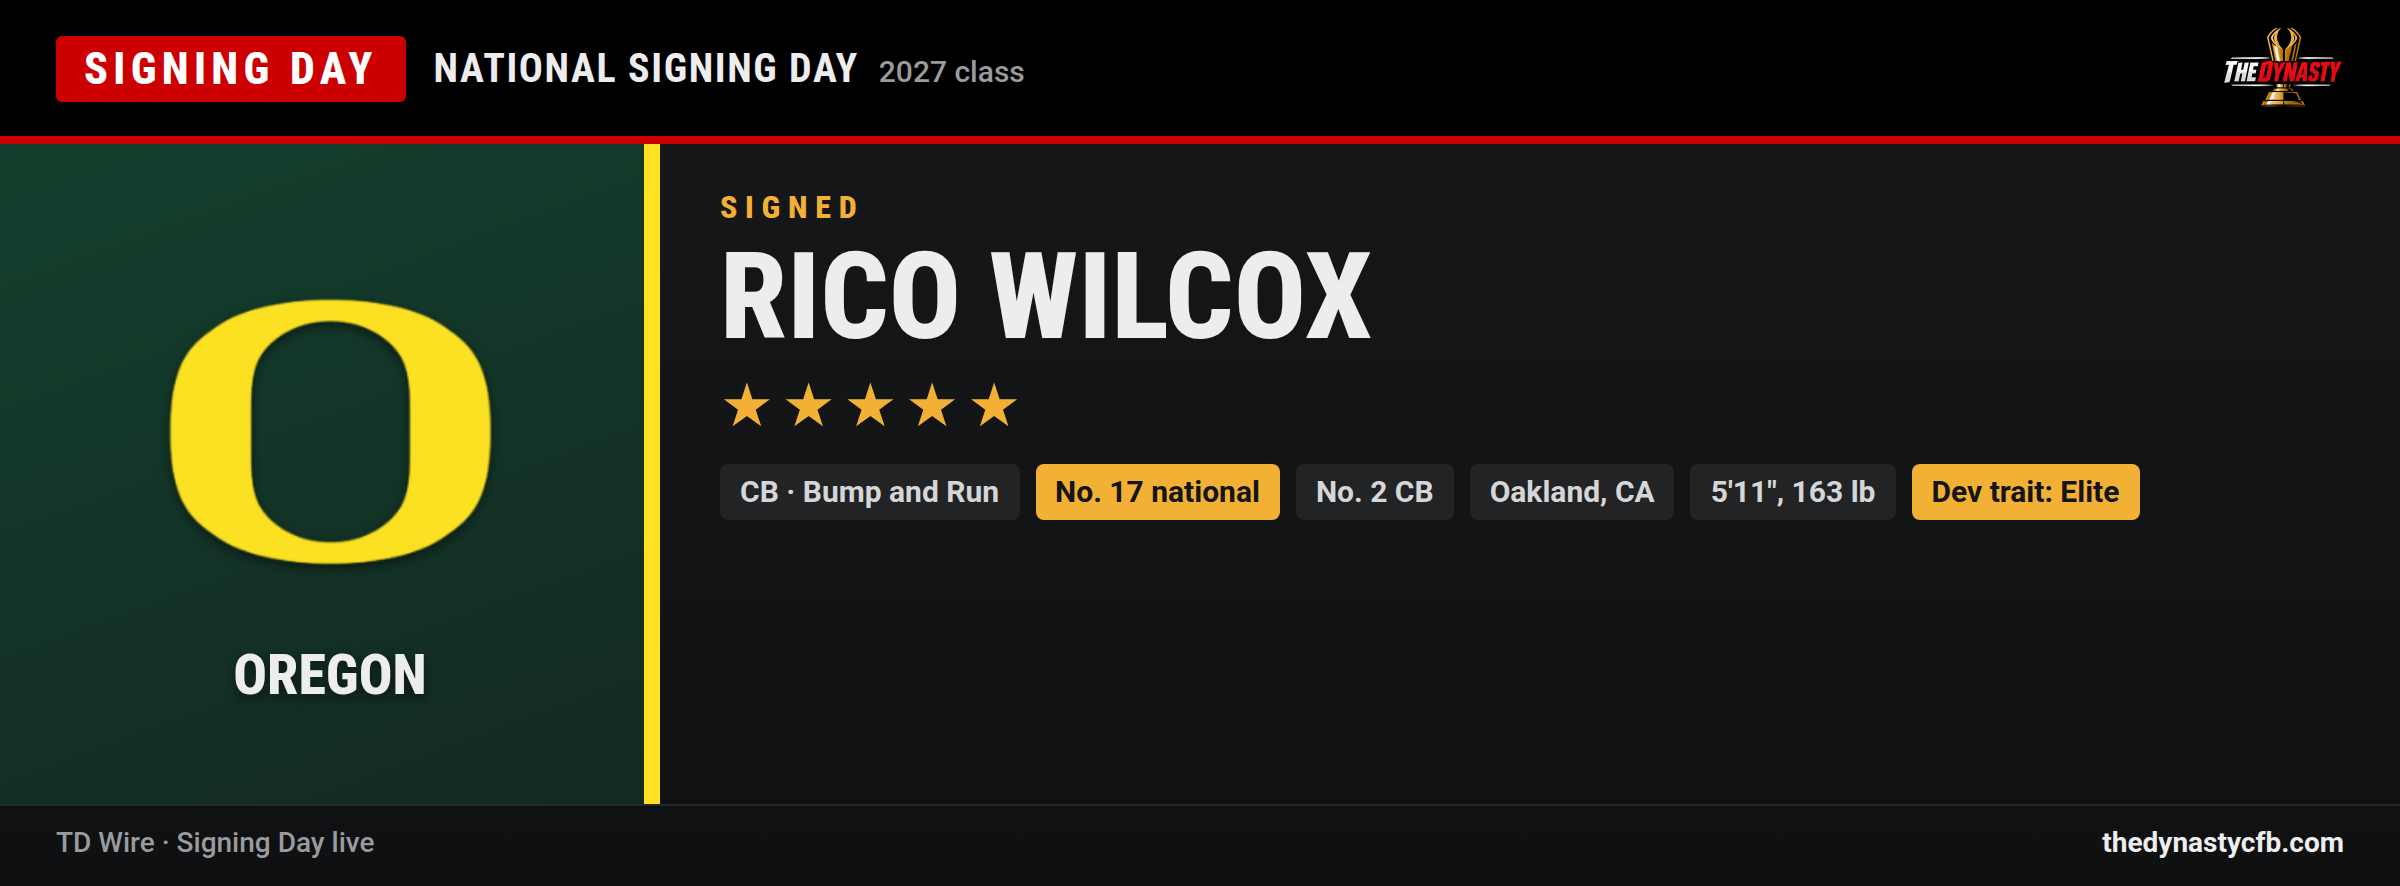 SIGNING DAY NATIONAL SIGNING DAY 2027 class
THE DYNASTY
SIGNED
RICO WILCOX
★★★★★
CB · Bump and Run No. 17 national No. 2 CB Oakland, CA 5'11", 163 lb Dev trait: Elite
O
OREGON
TD Wire · Signing Day live thedynastycfb.com